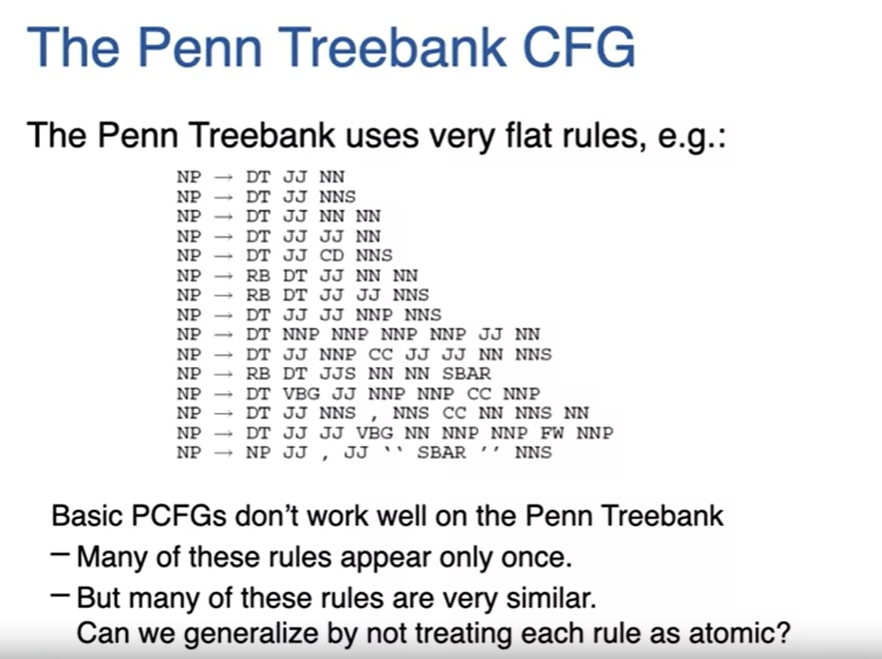 The Penn Treebank CFG
The Penn Treebank uses very flat rules, e.g.:
NP → DT JJ NN
NP → DT JJ NNS
NP → DT JJ NN NN
NP → DT JJ JJ NN
NP → DT JJ CD NNS
NP → RB DT JJ NN NN
NP → RB DT JJ JJ NNS
NP → DT JJ JJ NNP NNS
NP → DT NNP NNP NNP NNP JJ NN
NP → DT JJ NNP CC JJ JJ NN NNS
NP → RB DT JJS NN NN SBAR
NP → DT VBG JJ NNP NNP CC NNP
NP → DT JJ NNS , NNS CC NN NNS NN
NP → DT JJ JJ VBG NN NNP NNP FW NNP
NP → NP JJ , JJ `` SBAR '' NNS
Basic PCFGs don’t work well on the Penn Treebank
– Many of these rules appear only once.
– But many of these rules are very similar.
Can we generalize by not treating each rule as atomic?